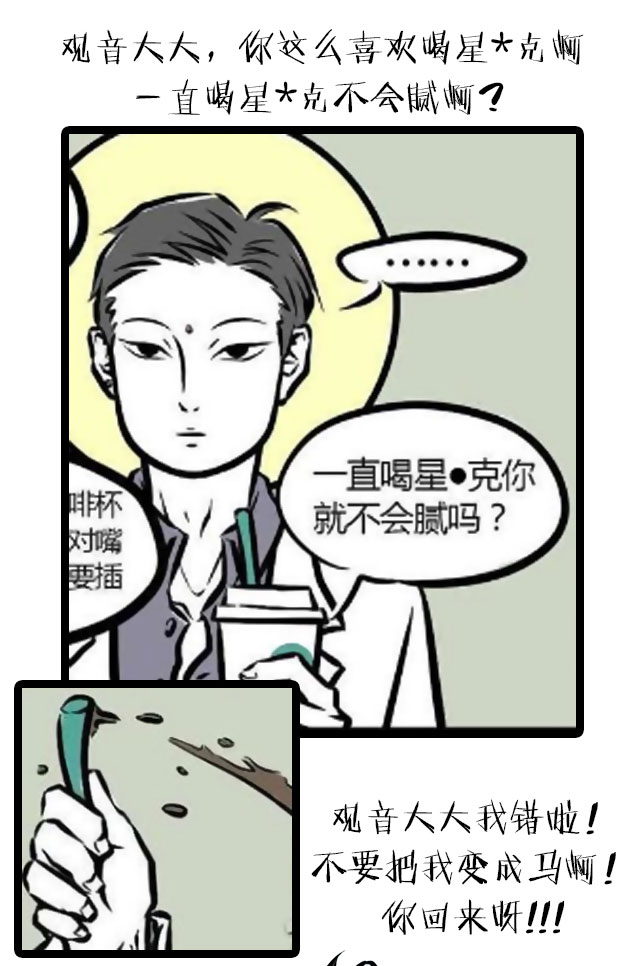 观音大大，你这么喜欢喝星*克啊
一直喝星*克不会腻啊？
......
一直喝星●克你
就不会腻吗？
啡杯
对嘴
要插
观音大大我错啦！
不要把我变成马啊！
你回来呀!!!